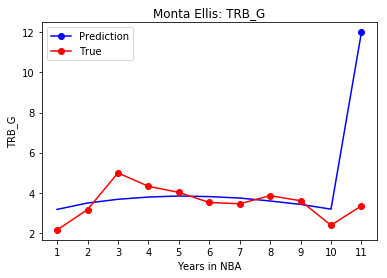 Monta Ellis: TRB_G
Prediction
True
12
10
8
6
4
2
TRB_G
1 2 3 4 5 6 7 8 9 10 11
Years in NBA